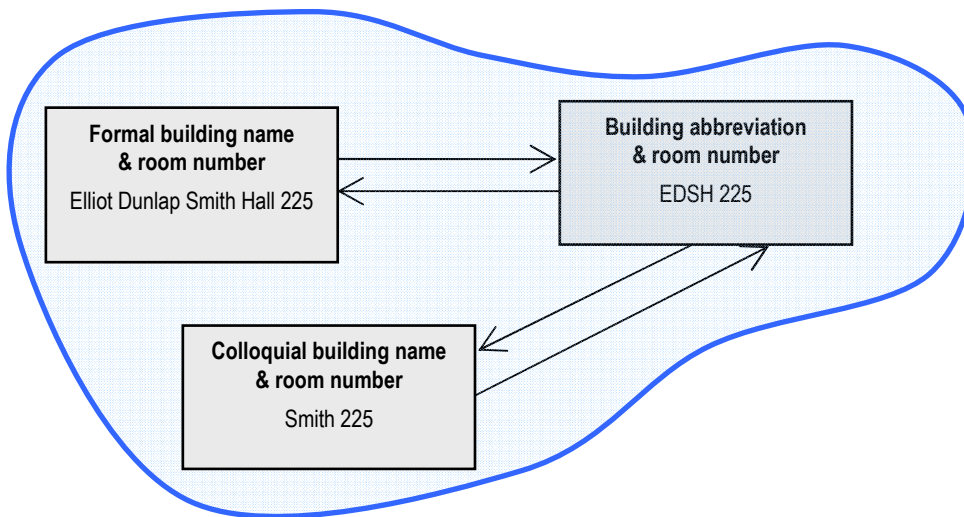 Formal building name
& room number
Elliot Dunlap Smith Hall 225
Building abbreviation
& room number
EDSH 225
Colloquial building name
& room number
Smith 225